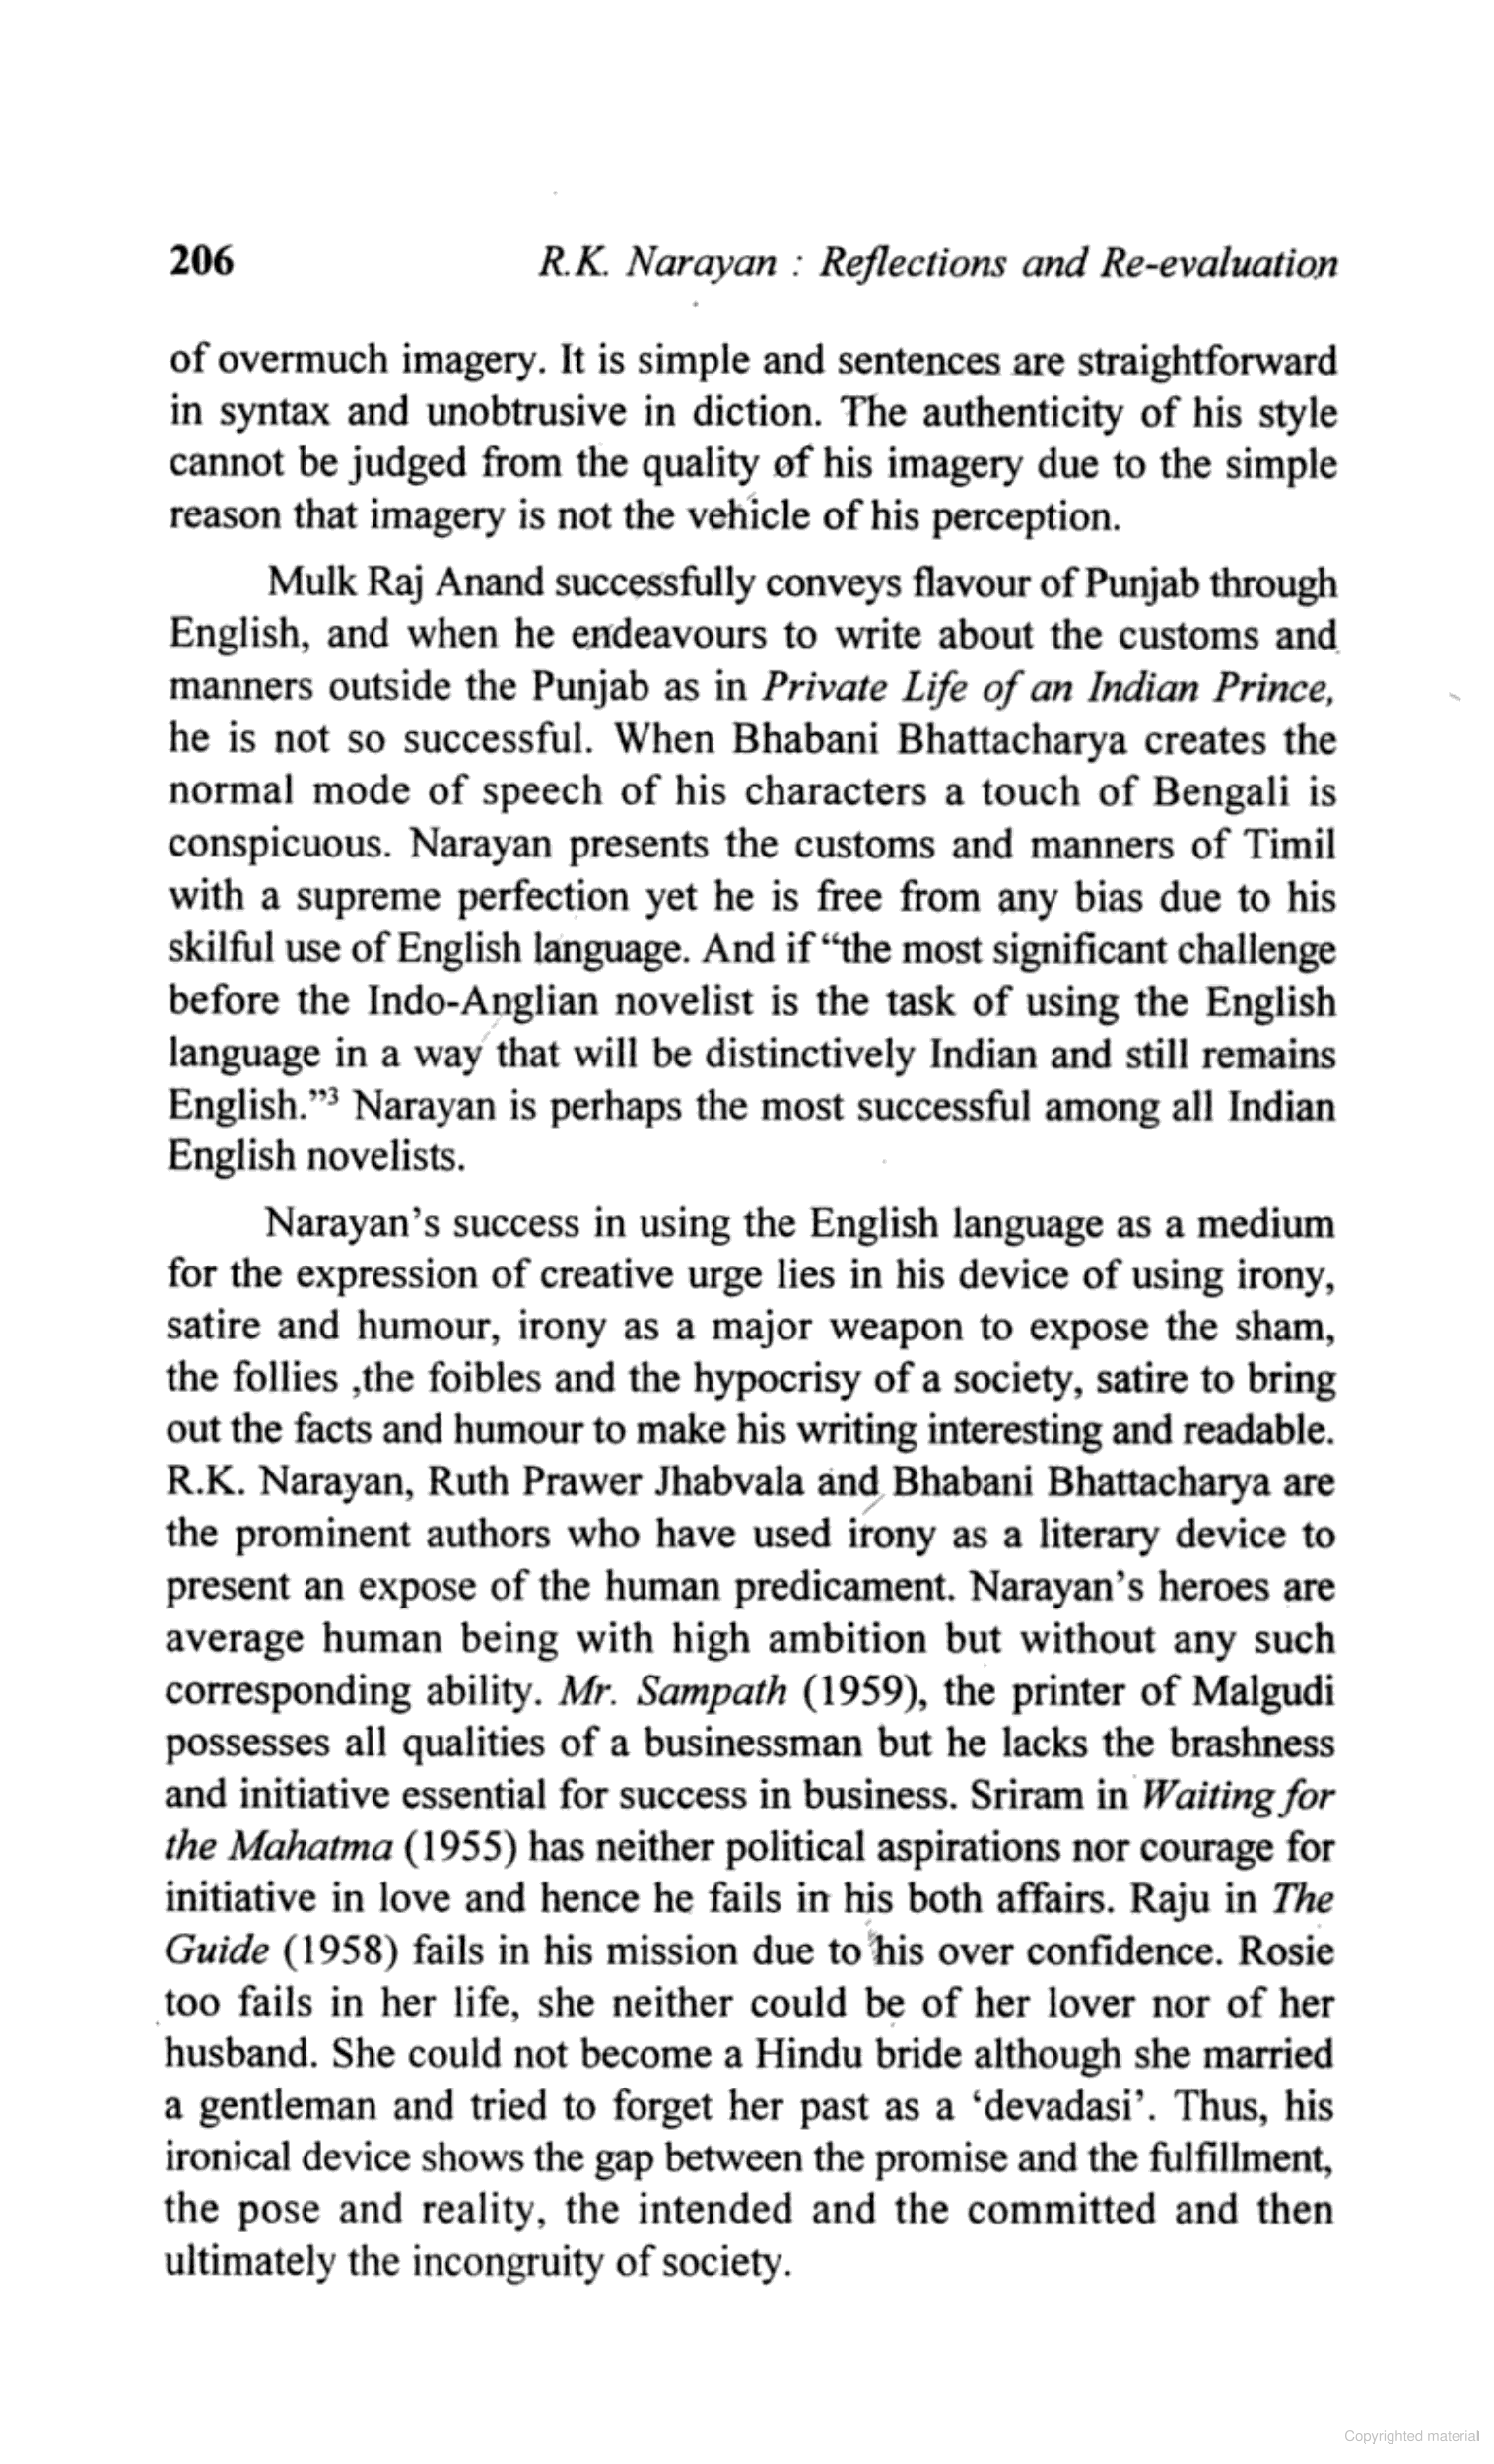 206 R.K. Narayan : Reflections and Re-evaluation
of overmuch imagery. It is simple and sentences are straightforward
in syntax and unobtrusive in diction. The authenticity of his style
cannot be judged from the quality of his imagery due to the simple
reason that imagery is not the vehicle of his perception.
Mulk Raj Anand successfully conveys flavour of Punjab through
English, and when he endeavours to write about the customs and
manners outside the Punjab as in Private Life of an Indian Prince,
he is not so successful. When Bhabani Bhattacharya creates the
normal mode of speech of his characters a touch of Bengali is
conspicuous. Narayan presents the customs and manners of Timil
with a supreme perfection yet he is free from any bias due to his
skilful use of English language. And if “the most significant challenge
before the Indo-Anglian novelist is the task of using the English
language in a way that will be distinctively Indian and still remains
English.”³ Narayan is perhaps the most successful among all Indian
English novelists.
Narayan’s success in using the English language as a medium
for the expression of creative urge lies in his device of using irony,
satire and humour, irony as a major weapon to expose the sham,
the follies ,the foibles and the hypocrisy of a society, satire to bring
out the facts and humour to make his writing interesting and readable.
R.K. Narayan, Ruth Prawer Jhabvala and Bhabani Bhattacharya are
the prominent authors who have used irony as a literary device to
present an expose of the human predicament. Narayan’s heroes are
average human being with high ambition but without any such
corresponding ability. Mr. Sampath (1959), the printer of Malgudi
possesses all qualities of a businessman but he lacks the brashness
and initiative essential for success in business. Sriram in Waiting for
the Mahatma (1955) has neither political aspirations nor courage for
initiative in love and hence he fails in his both affairs. Raju in The
Guide (1958) fails in his mission due to his over confidence. Rosie
too fails in her life, she neither could be of her lover nor of her
husband. She could not become a Hindu bride although she married
a gentleman and tried to forget her past as a ‘devadasi’. Thus, his
ironical device shows the gap between the promise and the fulfillment,
the pose and reality, the intended and the committed and then
ultimately the incongruity of society.
Copyrighted material